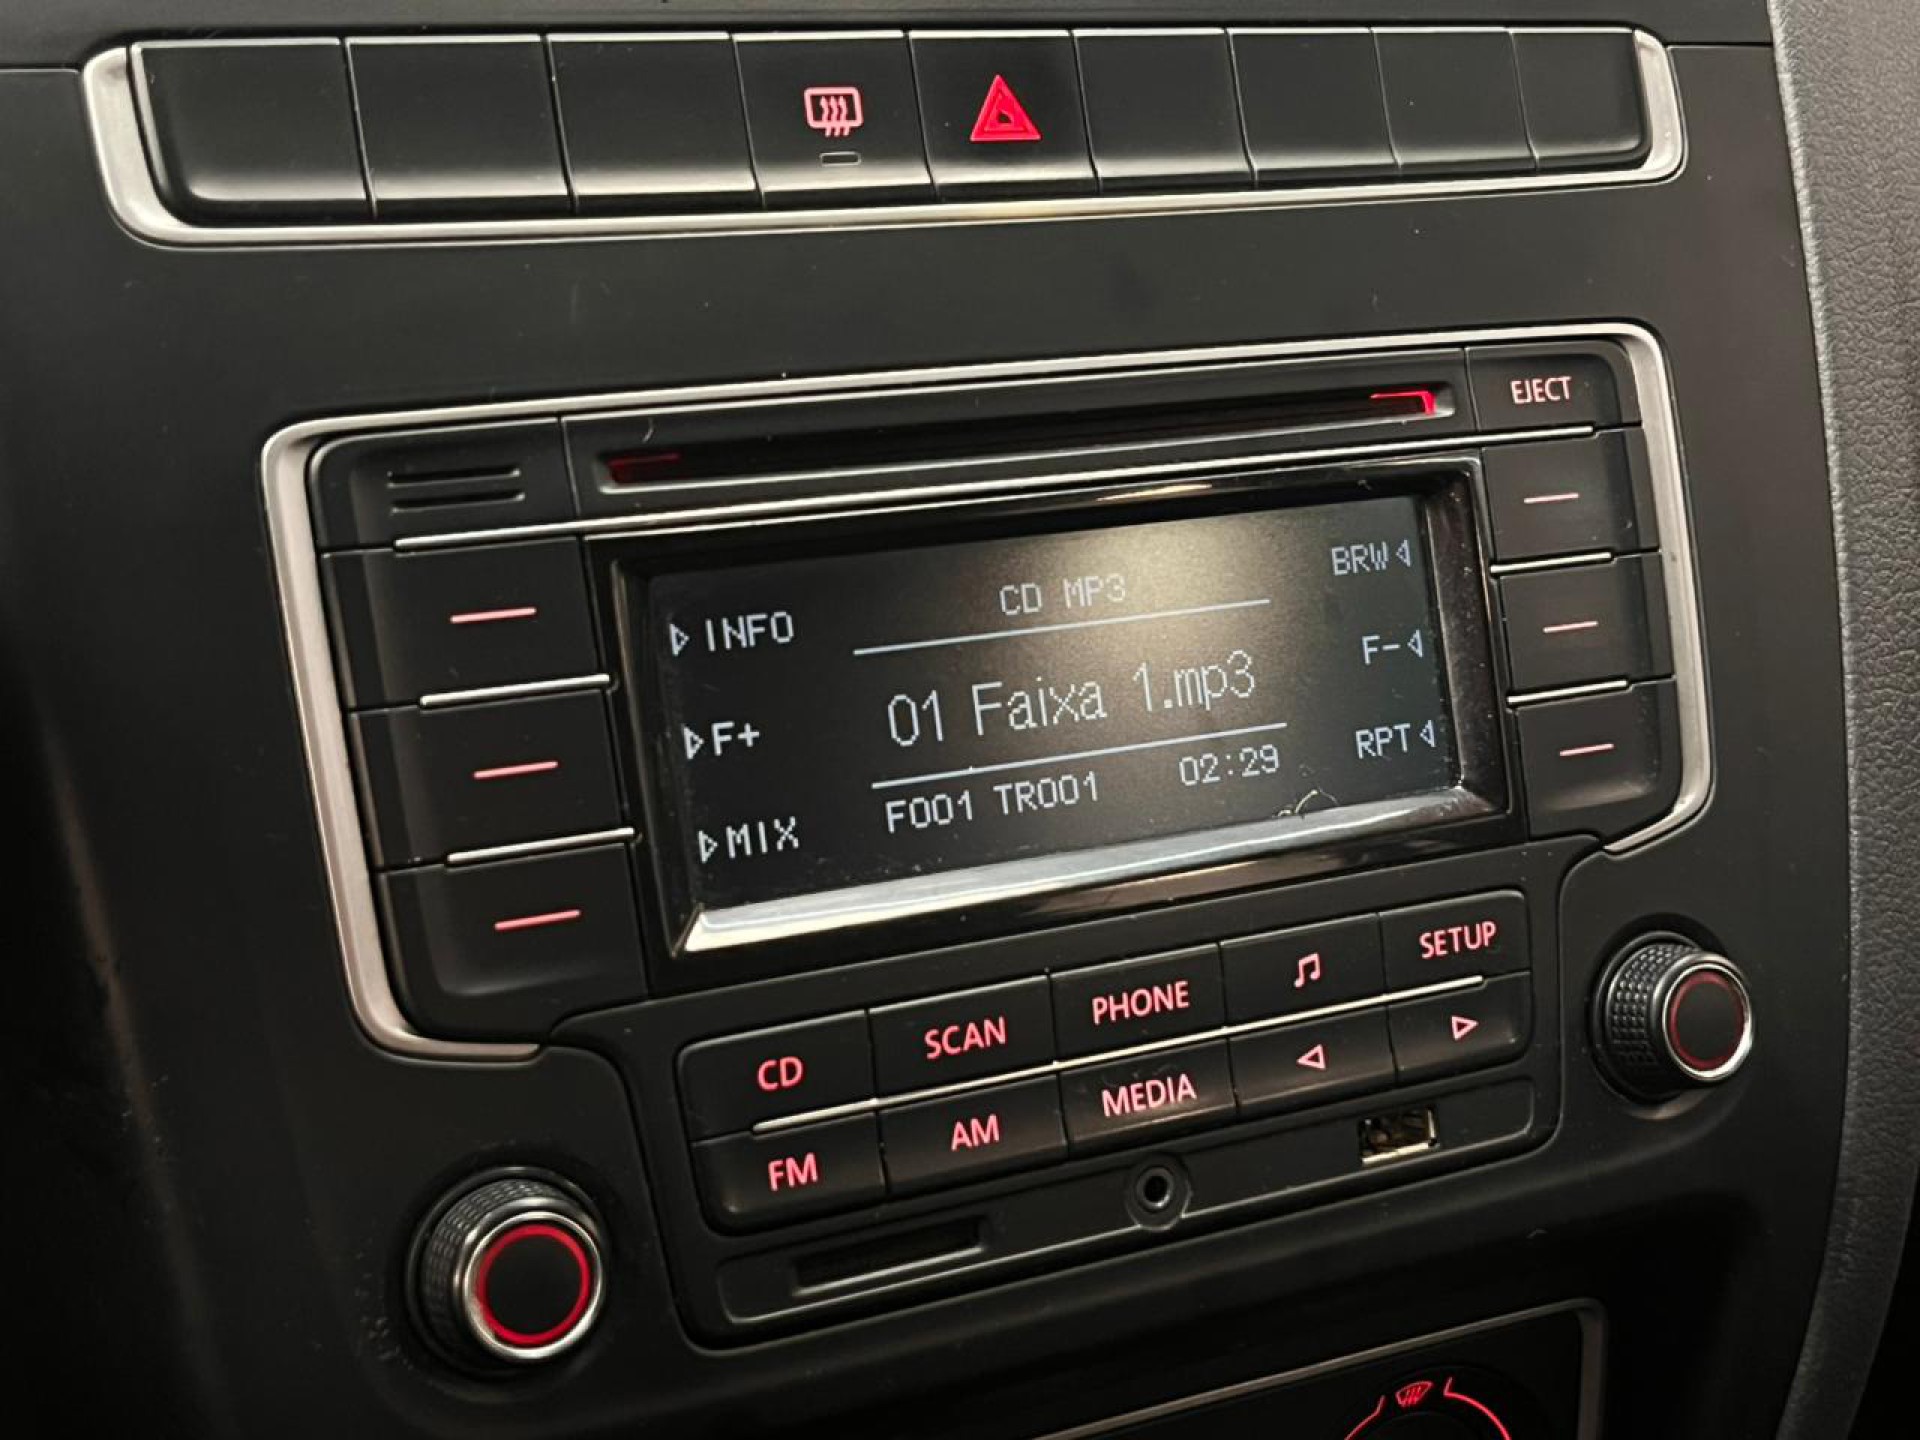 EJECT
CD MP3
BRW
INFO
01 Faixa 1.mp3
F-
F+
F001 TR001 02:29
RPT
MIX
CD
SCAN
PHONE
SETUP
FM
AM
MEDIA